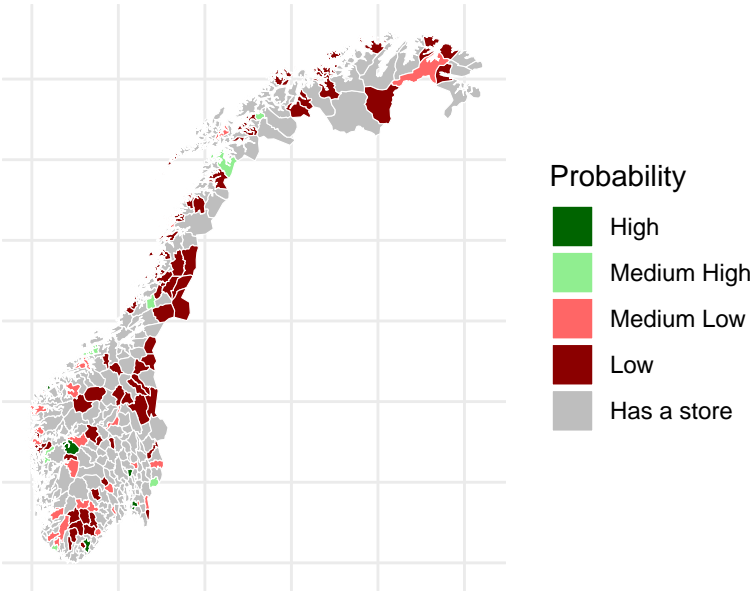 Probability
High
Medium High
Medium Low
Low
Has a store